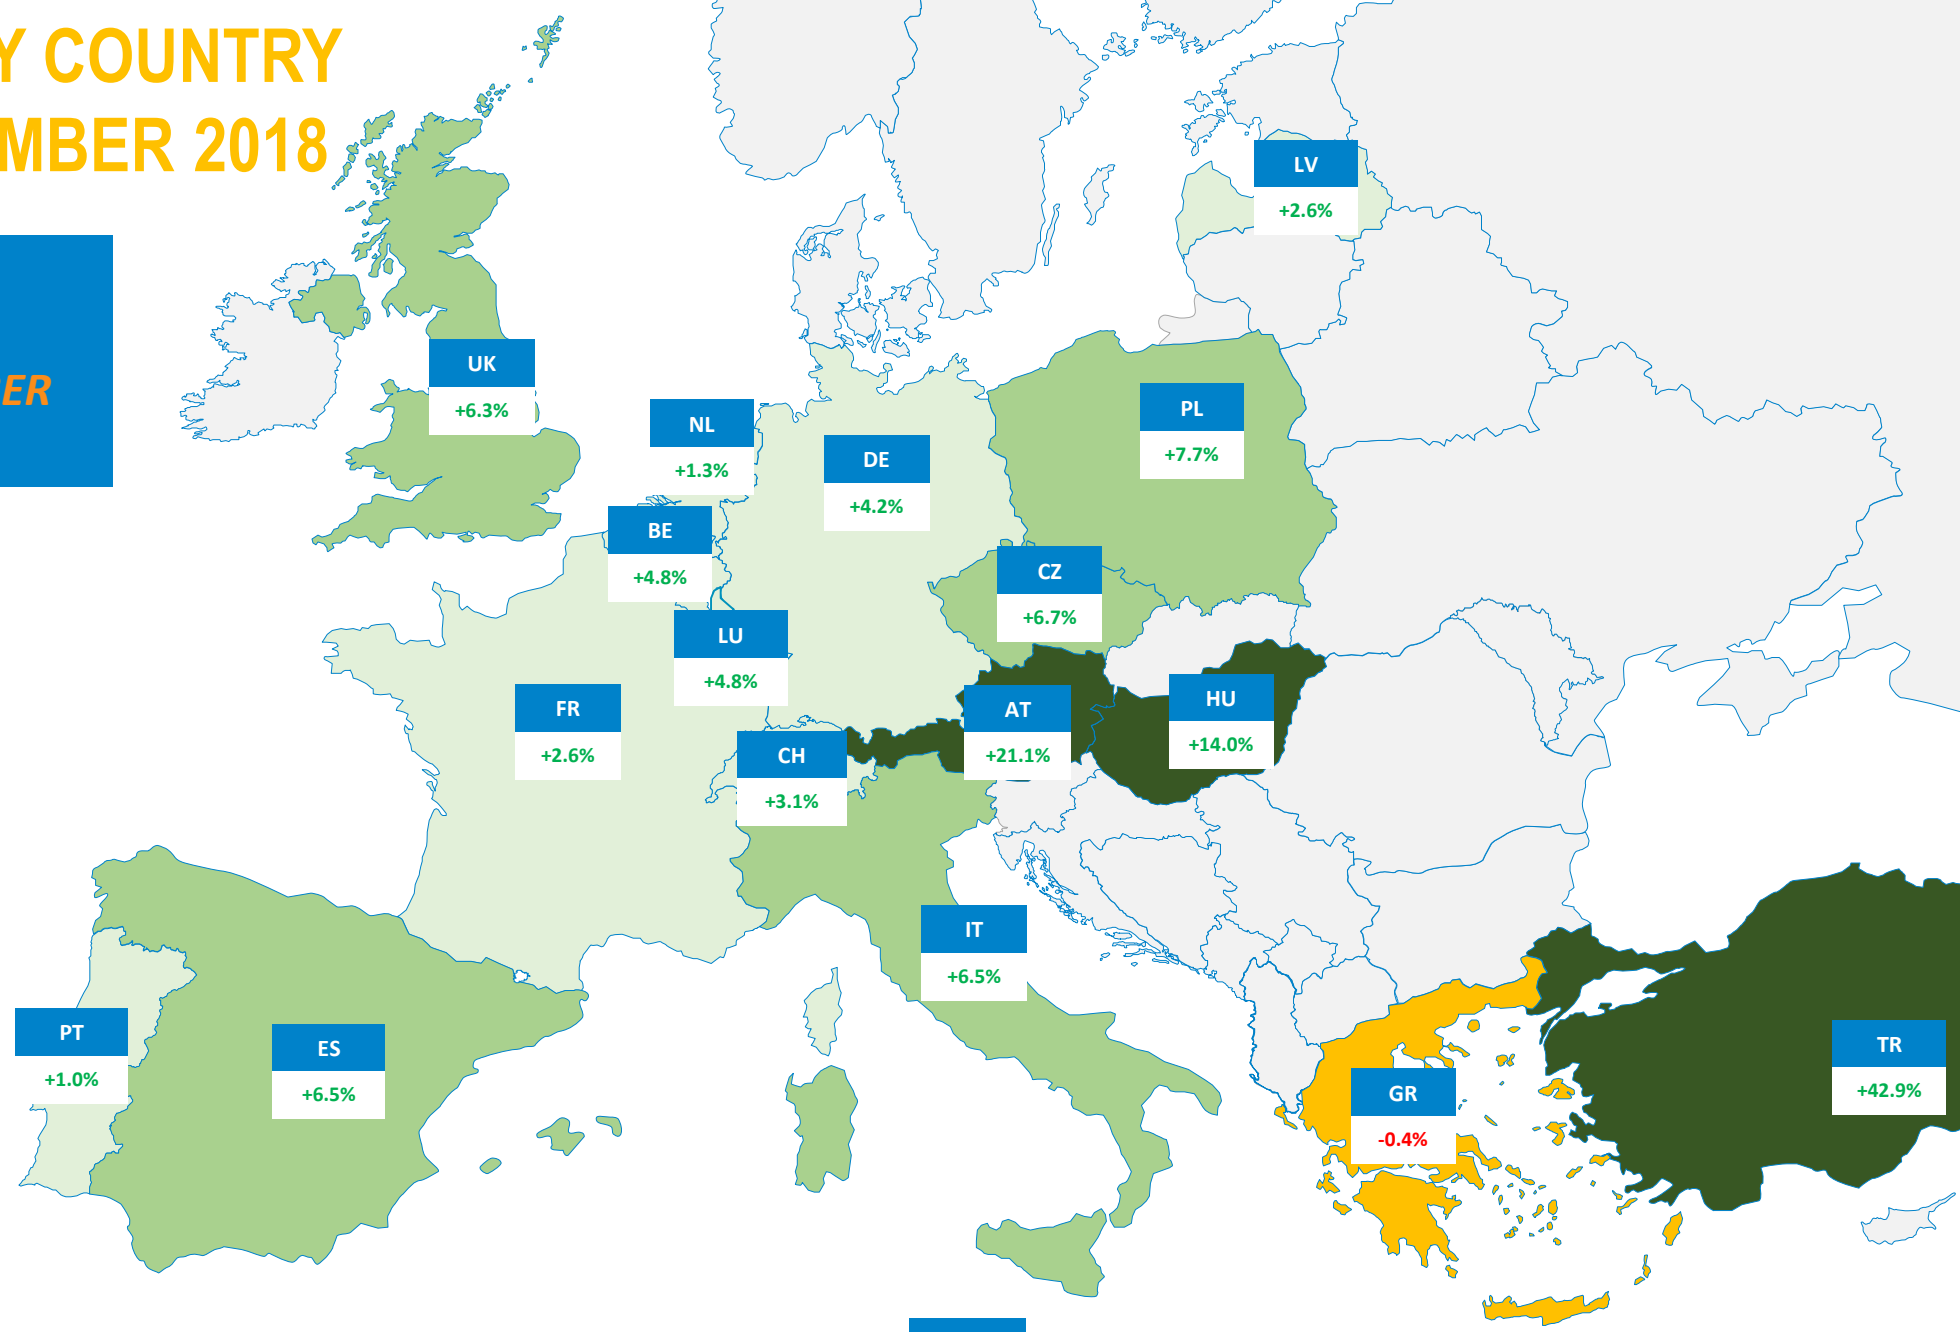 Y COUNTRY
MBER 2018
ER
LV
+2.6%
UK
+6.3%
NL
+1.3%
PL
+7.7%
DE
+4.2%
BE
+4.8%
CZ
+6.7%
LU
+4.8%
FR
+2.6%
AT
+21.1%
HU
+14.0%
CH
+3.1%
IT
+6.5%
PT
+1.0%
ES
+6.5%
TR
+42.9%
GR
-0.4%